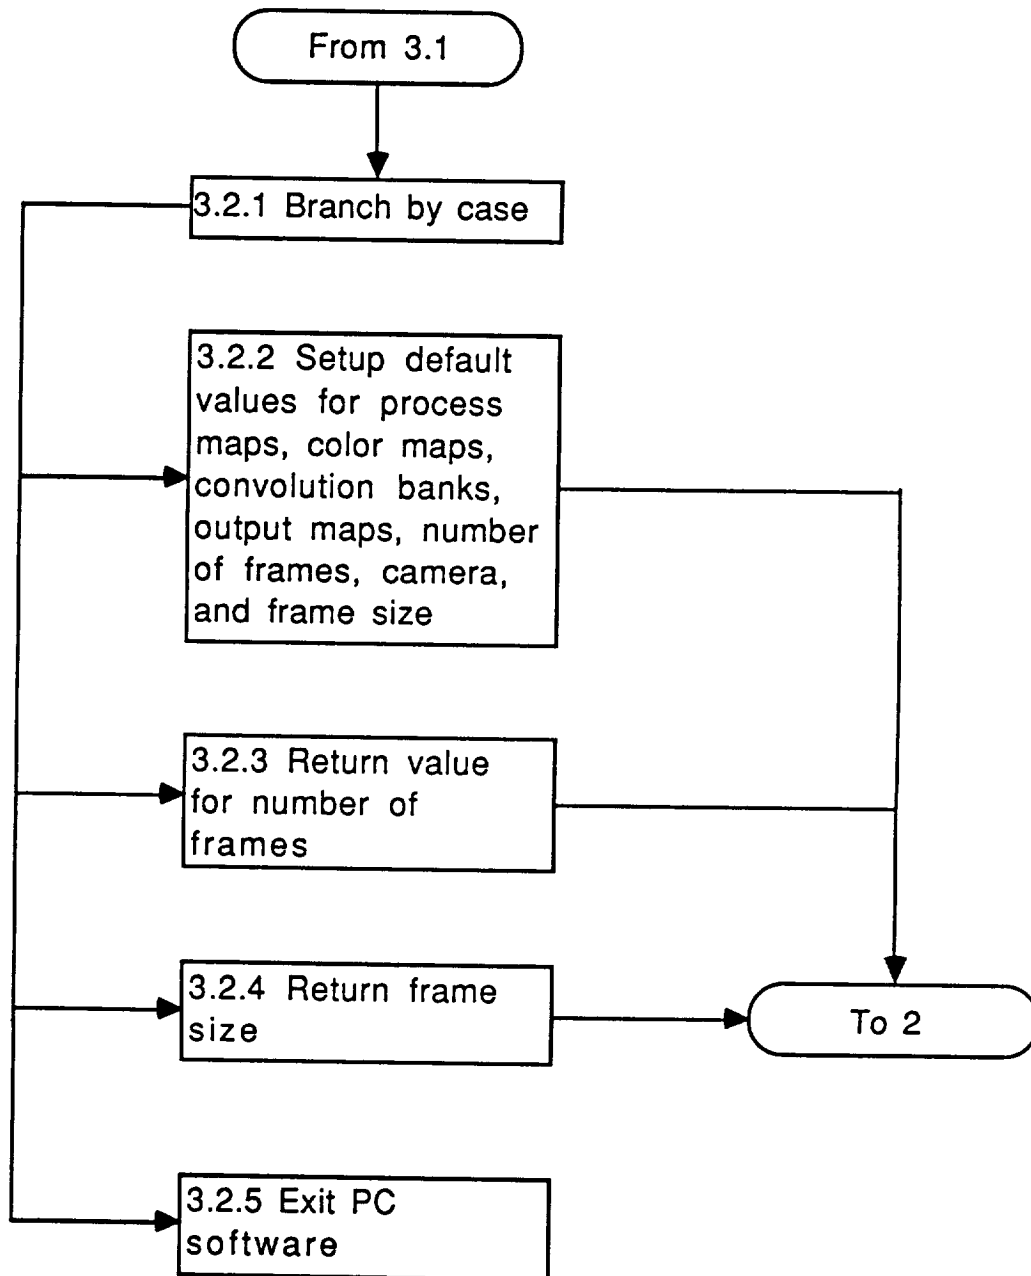 From 3.1
3.2.1 Branch by case
3.2.2 Setup default
values for process
maps, color maps,
convolution banks,
output maps, number
of frames, camera,
and frame size
3.2.3 Return value
for number of
frames
3.2.4 Return frame
size
To 2
3.2.5 Exit PC
software